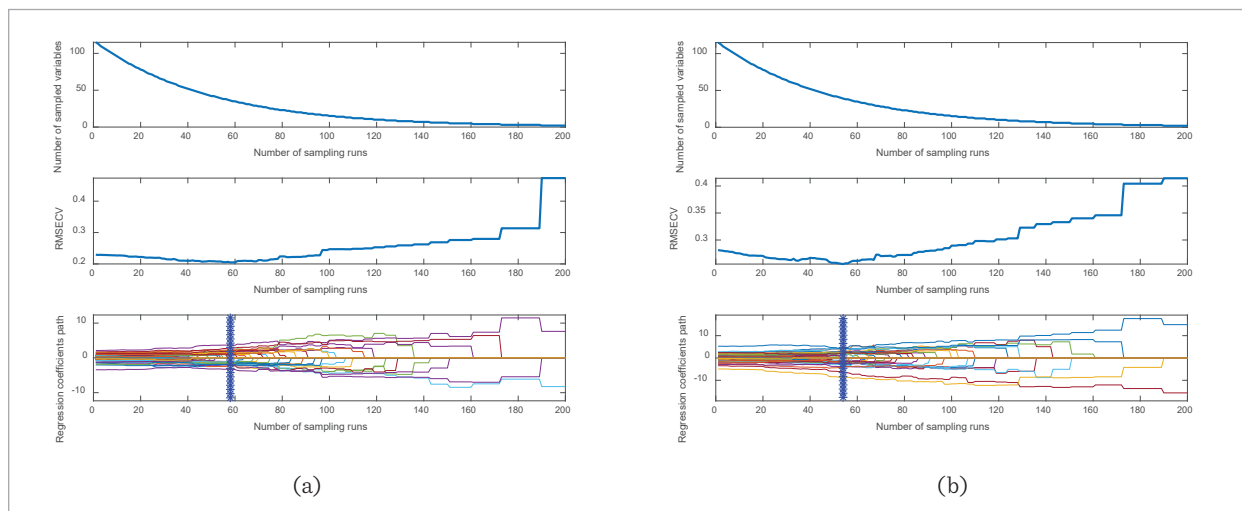 Number of sampled variables
100
50
0
0 20 40 60 80 100 120 140 160 180 200
Number of sampling runs
RMSECV
0.4
0.3
0.2
0 20 40 60 80 100 120 140 160 180 200
Number of sampling runs
Regression coefficients path
10
0
-10
0 20 40 60 80 100 120 140 160 180 200
Number of sampling runs
(a)
Number of sampled variables
100
50
0
0 20 40 60 80 100 120 140 160 180 200
Number of sampling runs
RMSECV
0.4
0.35
0.3
0 20 40 60 80 100 120 140 160 180 200
Number of sampling runs
Regression coefficients path
10
0
-10
0 20 40 60 80 100 120 140 160 180 200
Number of sampling runs
(b)